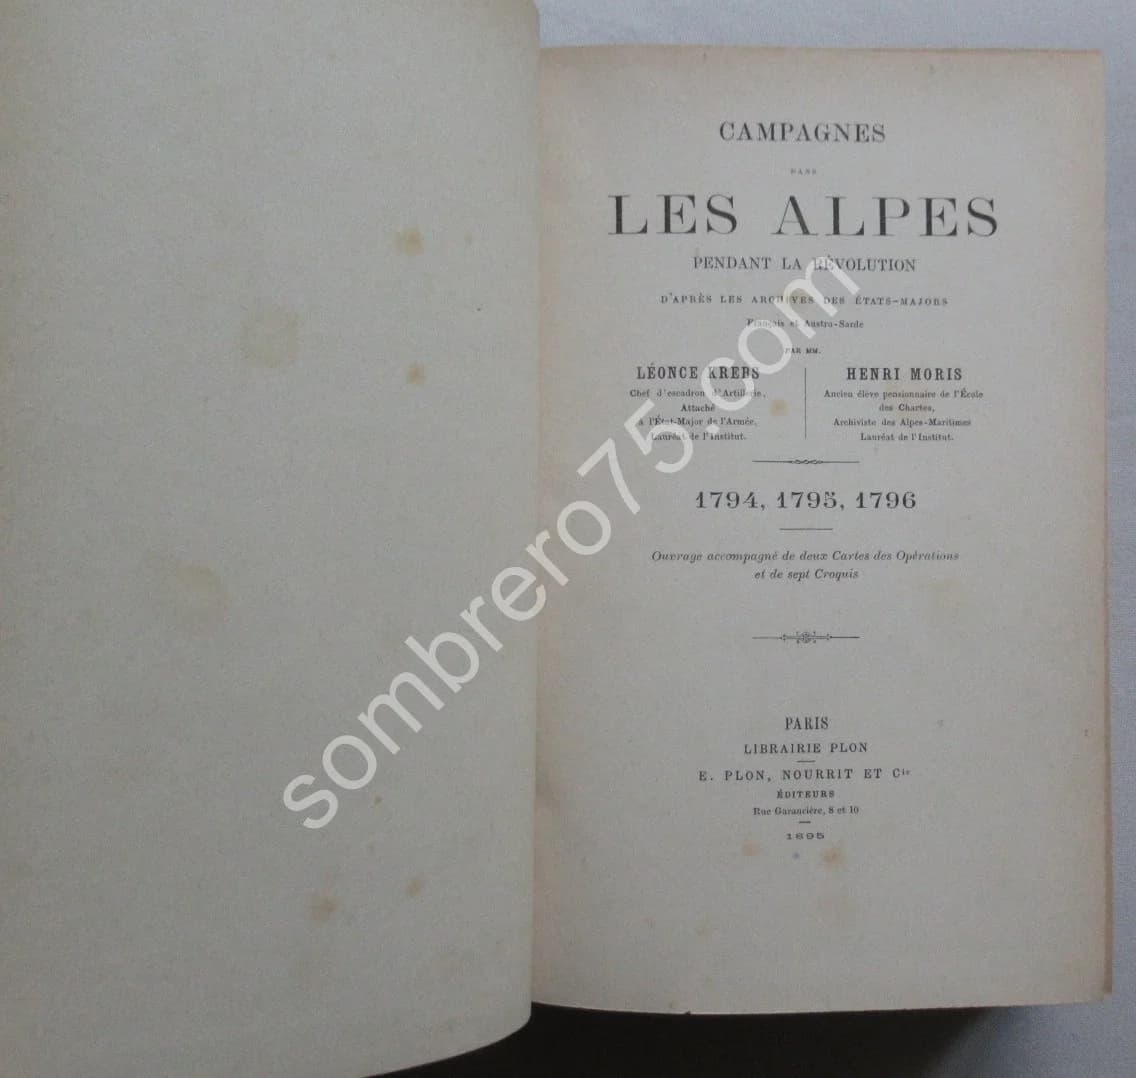 CAMPAGNES
DANS
LES ALPES
PENDANT LA RÉVOLUTION
D'APRÈS LES ARCHIVES DES ÉTATS-MAJORS
Français et Austro-Sarde
PAR MM.
LÉONCE KREBS
Chef d'escadron d'Artillerie,
Attaché
à l'État-Major de l'Armée,
Lauréat de l'Institut.
HENRI MORIS
Ancien élève pensionnaire de l'École
des Chartes,
Archiviste des Alpes-Maritimes
Lauréat de l'Institut.
1794, 1795, 1796
Ouvrage accompagné de deux Cartes des Opérations
et de sept Croquis
PARIS
LIBRAIRIE PLON
E. PLON, NOURRIT ET Cie
ÉDITEURS
Rue Garancière, 8 et 10
1895
sombrero75.com